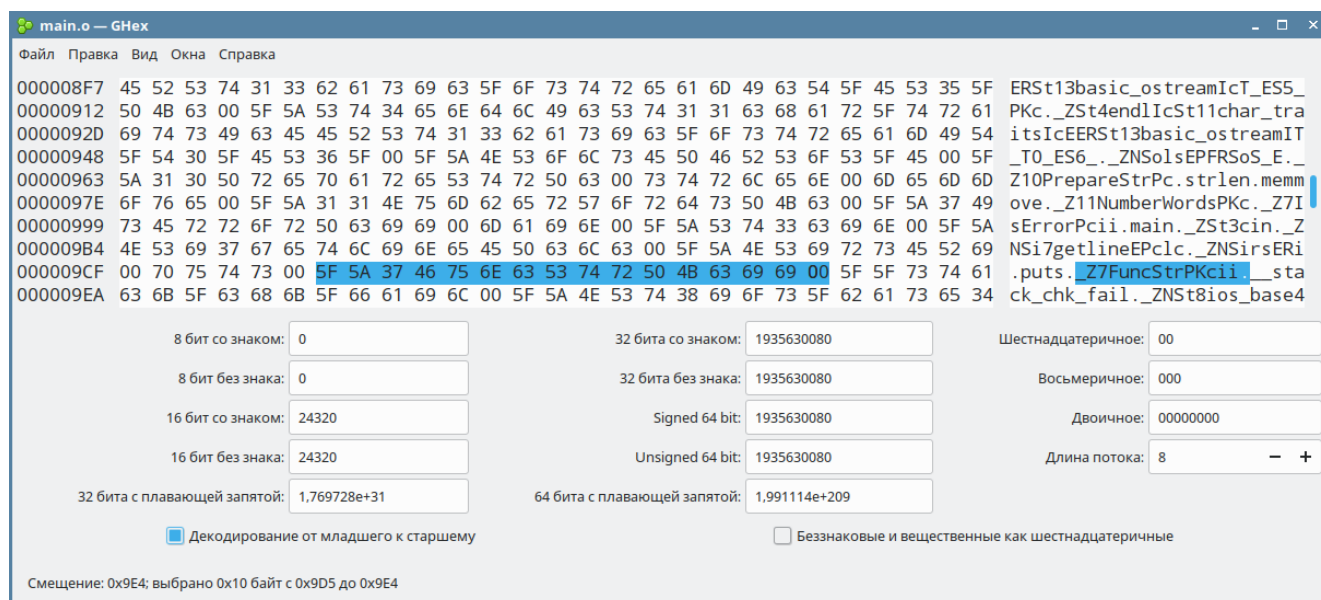 main.o — GHex
Файл Правка Вид Окна Справка
000008F7 45 52 53 74 31 33 62 61 73 69 63 5F 6F 73 74 72 65 61 6D 49 63 54 5F 45 53 35 5F ERSt13basic_ostreamIcT_ES5_
00000912 50 4B 63 00 5F 5A 53 74 34 65 6E 64 6C 49 63 53 74 31 31 63 68 61 72 5F 74 72 61 PKc._ZSt4endlIcSt11char_tra
0000092D 69 74 73 49 63 45 45 52 53 74 31 33 62 61 73 69 63 5F 6F 73 74 72 65 61 6D 49 54 itsIcEERSt13basic_ostreamIT
00000948 5F 54 30 5F 45 53 36 5F 00 5F 5A 4E 53 6F 6C 73 45 50 46 52 53 6F 53 5F 45 00 5F _T0_ES6_._ZNSolsEPFRSoS_E._
00000963 5A 31 30 50 72 65 70 61 72 65 53 74 72 50 63 00 73 74 72 6C 65 6E 00 6D 65 6D 6D Z10PrepareStrPc.strlen.memm
0000097E 6F 76 65 00 5F 5A 31 31 4E 75 6D 62 65 72 57 6F 72 64 73 50 4B 63 00 5F 5A 37 49 ove._Z11NumberWordsPKc._Z7I
00000999 73 45 72 72 6F 72 50 63 69 69 00 6D 61 69 6E 00 5F 5A 53 74 33 63 69 6E 00 5F 5A sErrorPcii.main._ZSt3cin._Z
000009B4 4E 53 69 37 67 65 74 6C 69 6E 65 45 50 63 6C 63 00 5F 5A 4E 53 69 72 73 45 52 69 NSi7getlineEPclc._ZNSirsERi
000009CF 00 70 75 74 73 00 5F 5A 37 46 75 6E 63 53 74 72 50 4B 63 69 69 00 5F 5F 73 74 61 .puts._Z7FuncStrPKcii.__sta
000009EA 63 6B 5F 63 68 6B 5F 66 61 69 6C 00 5F 5A 4E 53 74 38 69 6F 73 5F 62 61 73 65 34 ck_chk_fail._ZNSt8ios_base4
8 бит со знаком: 0 32 бита со знаком: 1935630080 Шестнадцатеричное: 00
8 бит без знака: 0 32 бита без знака: 1935630080 Восьмеричное: 000
16 бит со знаком: 24320 Signed 64 bit: 1935630080 Двоичное: 00000000
16 бит без знака: 24320 Unsigned 64 bit: 1935630080 Длина потока: 8 − +
32 бита с плавающей запятой: 1,769728e+31 64 бита с плавающей запятой: 1,991114e+209
Декодирование от младшего к старшему Беззнаковые и вещественные как шестнадцатеричные
Смещение: 0x9E4; выбрано 0x10 байт с 0x9D5 до 0x9E4